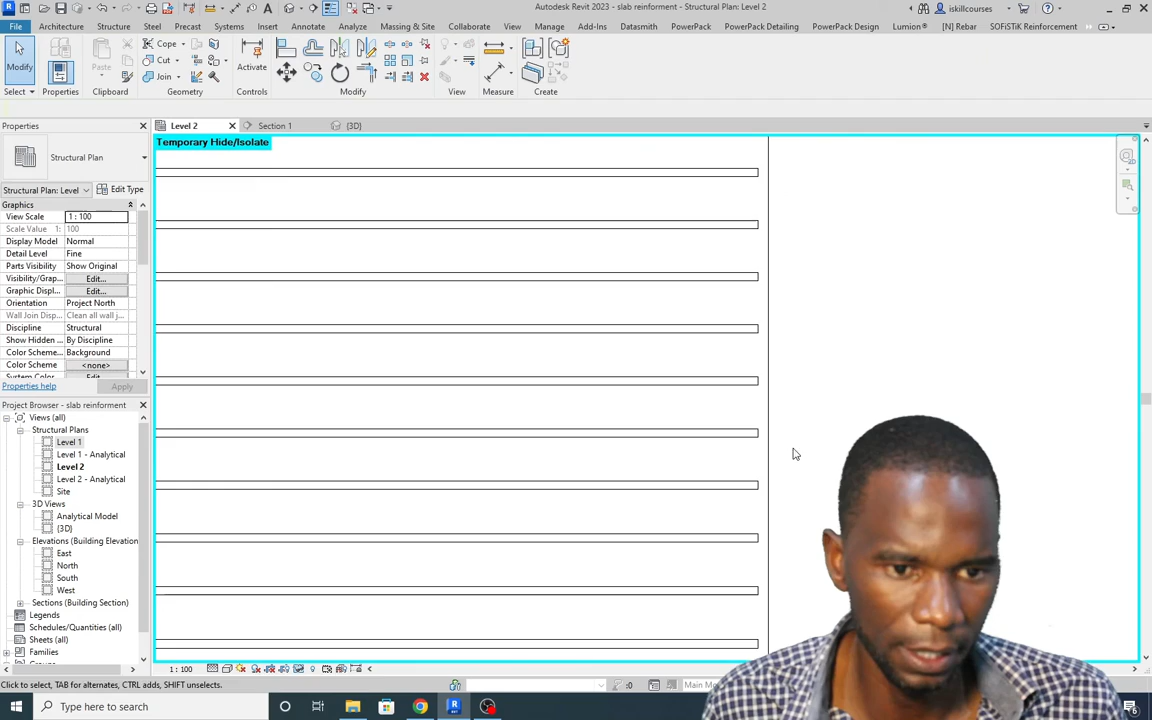 Autodesk Revit 2023 - slab reinforment - Structural Plan: Level 2
iskillcourses
File Architecture Structure Steel Precast Systems Insert Annotate Analyze Massing & Site Collaborate View Manage Add-Ins Datasmith PowerPack PowerPack Detailing PowerPack Design Lumion® [N] Rebar SOFiSTiK Reinforcement
Modify Paste Cope Cut Join Activate
Select Properties Clipboard Geometry Controls Modify View Measure Create
Properties
Level 2 Section 1 {3D}
Temporary Hide/Isolate
Structural Plan
Structural Plan: Level Edit Type
Graphics
View Scale 1 : 100
Scale Value 1: 100
Display Model Normal
Detail Level Fine
Parts Visibility Show Original
Visibility/Grap... Edit...
Graphic Displ... Edit...
Orientation Project North
Wall Join Disp... Clean all wall j...
Discipline Structural
Show Hidden ... By Discipline
Color Scheme... Background
Color Scheme <none>
System Color ... Edit...
Properties help Apply
Project Browser - slab reinforment
Views (all)
Structural Plans
Level 1
Level 1 - Analytical
Level 2
Level 2 - Analytical
Site
3D Views
Analytical Model
{3D}
Elevations (Building Elevation
East
North
South
West
Sections (Building Section)
Legends
Schedules/Quantities (all)
Sheets (all)
Families
1 : 100
Click to select, TAB for alternates, CTRL adds, SHIFT unselects.
:0
Main Mo
Type here to search